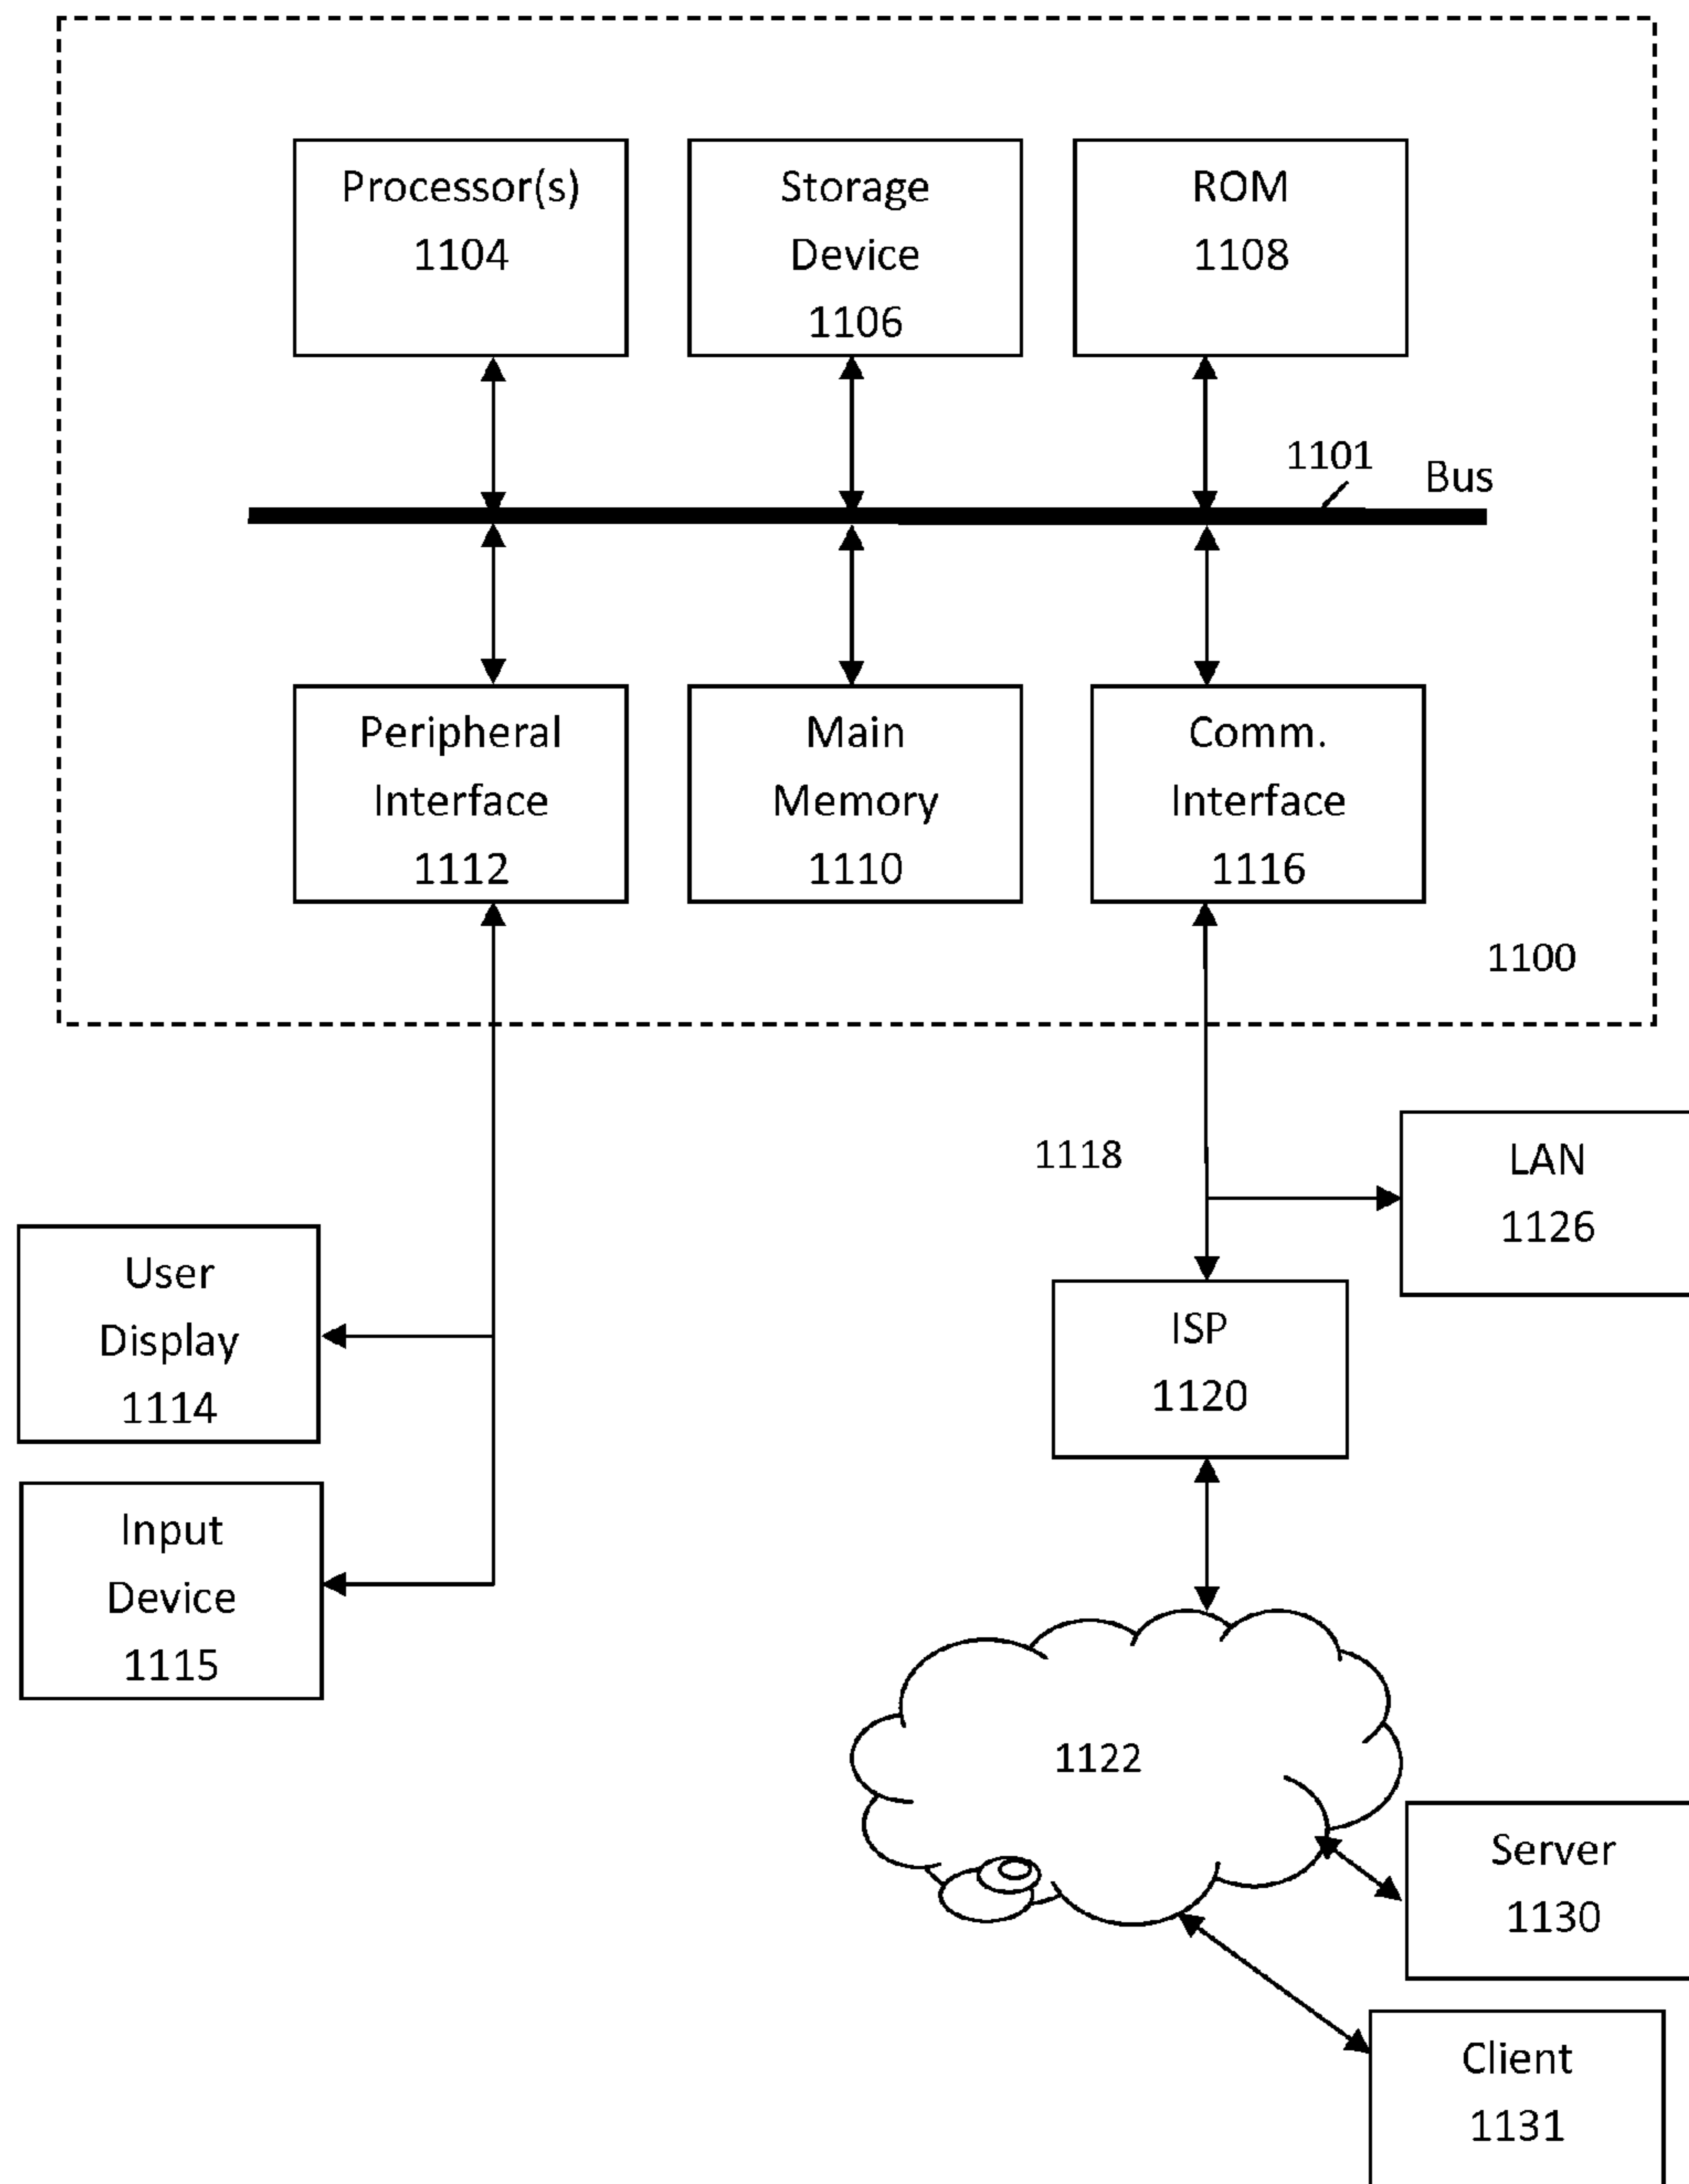 Processor(s)
1104
Storage
Device
1106
ROM
1108
1101
Bus
Peripheral
Interface
1112
Main
Memory
1110
Comm.
Interface
1116
1100
1118
LAN
1126
User
Display
1114
ISP
1120
Input
Device
1115
1122
Server
1130
Client
1131